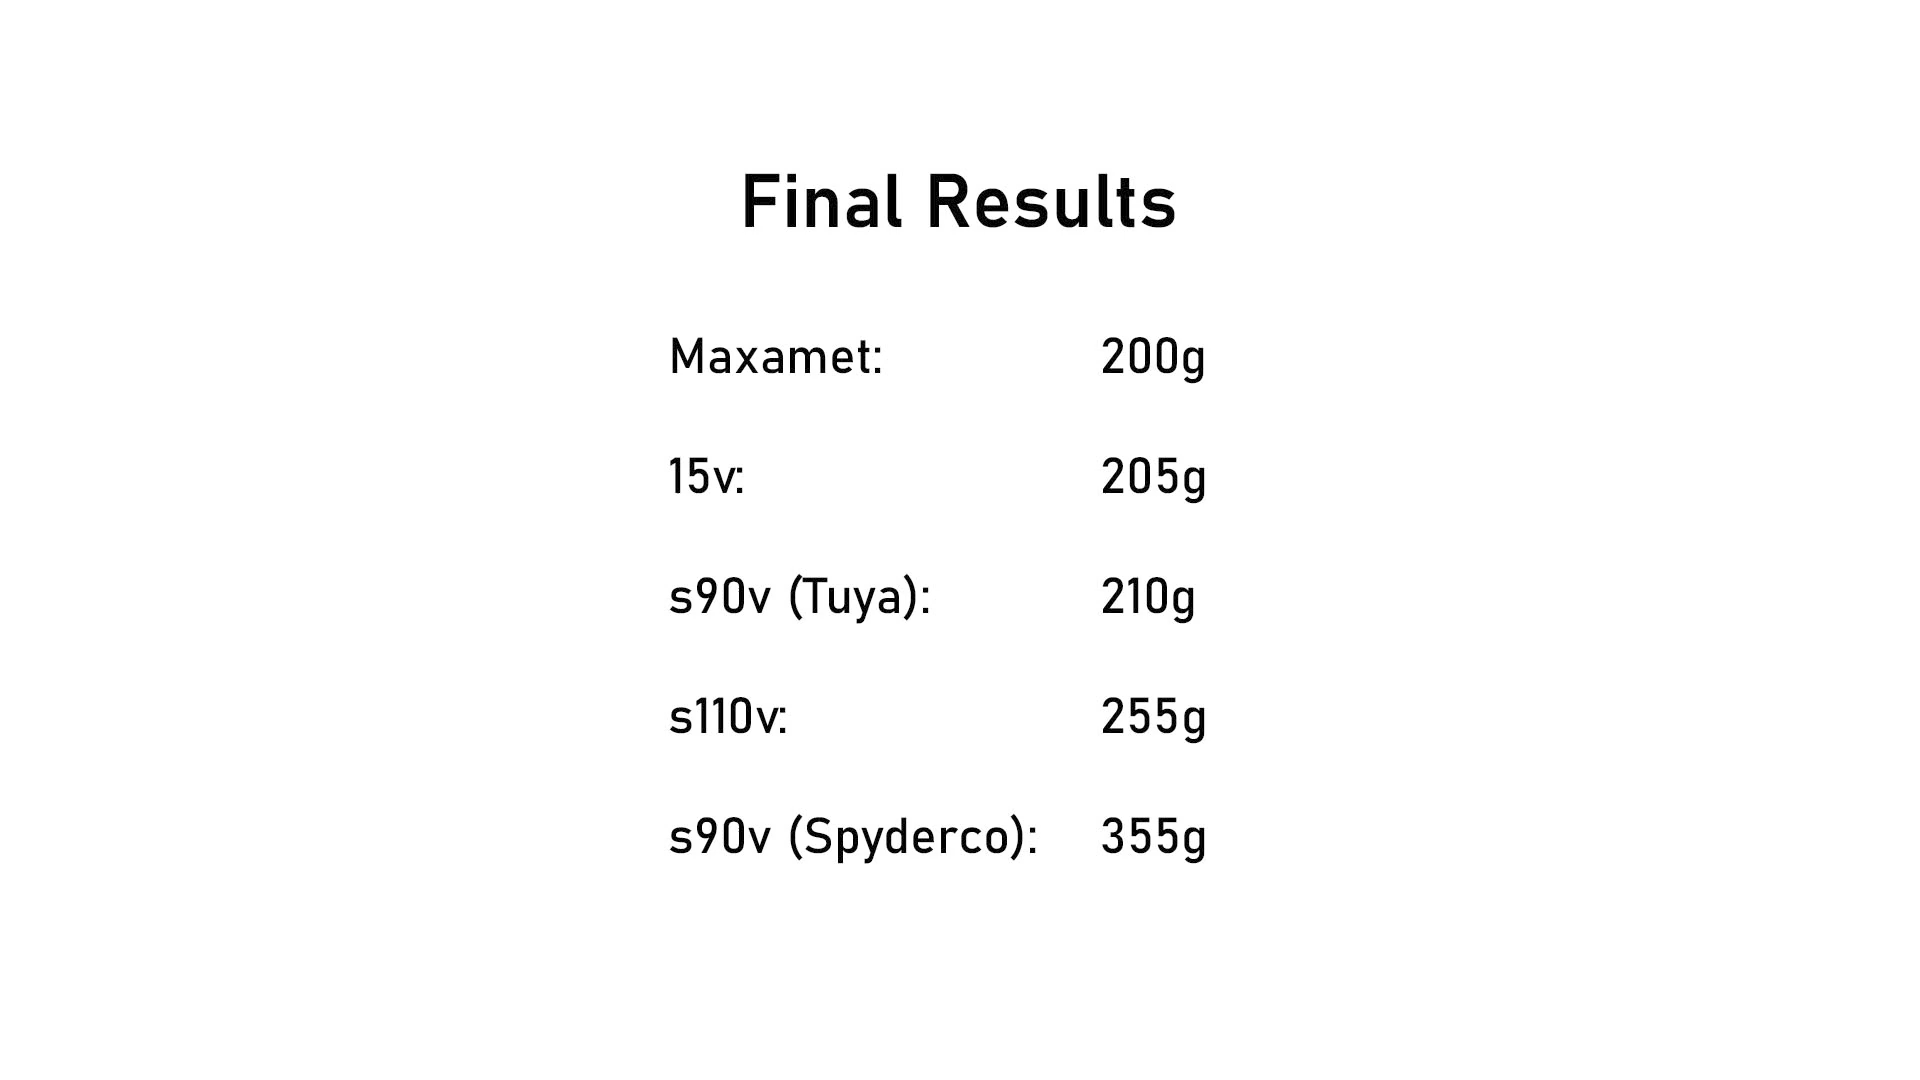 Final Results
Maxamet: 200g
15v: 205g
s90v (Tuya): 210g
s110v: 255g
s90v (Spyderco): 355g